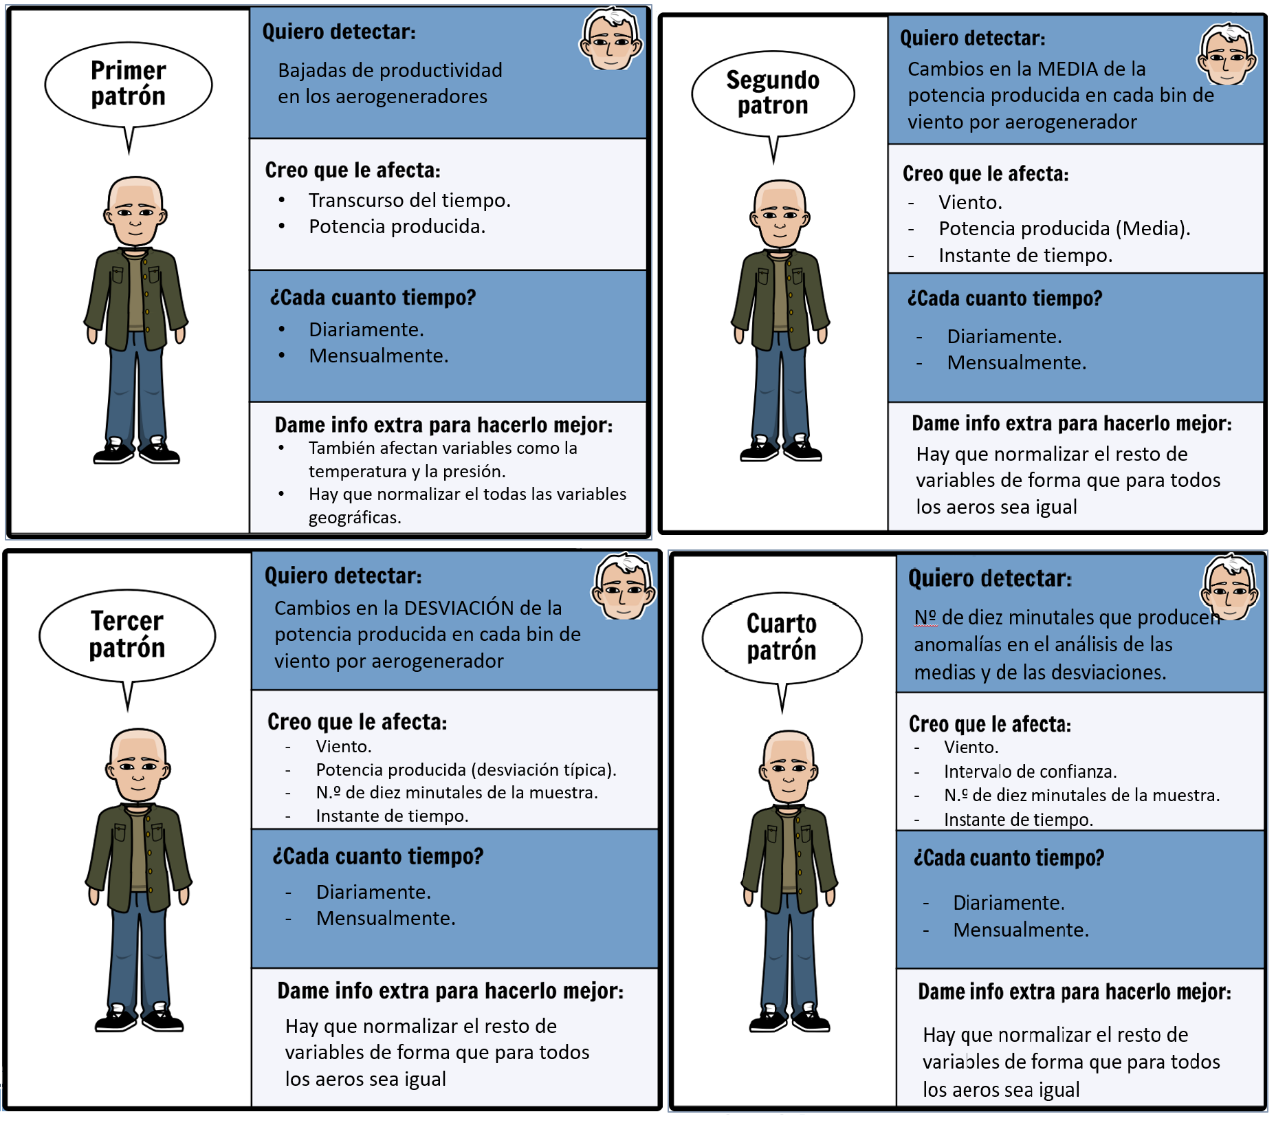 Primer
patrón
Quiero detectar:
Bajadas de productividad
en los aerogeneradores
Creo que le afecta:
• Transcurso del tiempo.
• Potencia producida.
¿Cada cuanto tiempo?
• Diariamente.
• Mensualmente.
Dame info extra para hacerlo mejor:
• También afectan variables como la
temperatura y la presión.
• Hay que normalizar el todas las variables
geográficas.
Segundo
patron
Quiero detectar:
Cambios en la MEDIA de la
potencia producida en cada bin de
viento por aerogenerador
Creo que le afecta:
- Viento.
- Potencia producida (Media).
- Instante de tiempo.
¿Cada cuanto tiempo?
- Diariamente.
- Mensualmente.
Dame info extra para hacerlo mejor:
Hay que normalizar el resto de
variables de forma que para todos
los aeros sea igual
Tercer
patrón
Quiero detectar:
Cambios en la DESVIACIÓN de la
potencia producida en cada bin de
viento por aerogenerador
Creo que le afecta:
- Viento.
- Potencia producida (desviación típica).
- N.º de diez minutales de la muestra.
- Instante de tiempo.
¿Cada cuanto tiempo?
- Diariamente.
- Mensualmente.
Dame info extra para hacerlo mejor:
Hay que normalizar el resto de
variables de forma que para todos
los aeros sea igual
Cuarto
patrón
Quiero detectar:
Nº de diez minutales que producen
anomalías en el análisis de las
medias y de las desviaciones.
Creo que le afecta:
- Viento.
- Intervalo de confianza.
- N.º de diez minutales de la muestra.
- Instante de tiempo.
¿Cada cuanto tiempo?
- Diariamente.
- Mensualmente.
Dame info extra para hacerlo mejor:
Hay que normalizar el resto de
variables de forma que para todos
los aeros sea igual